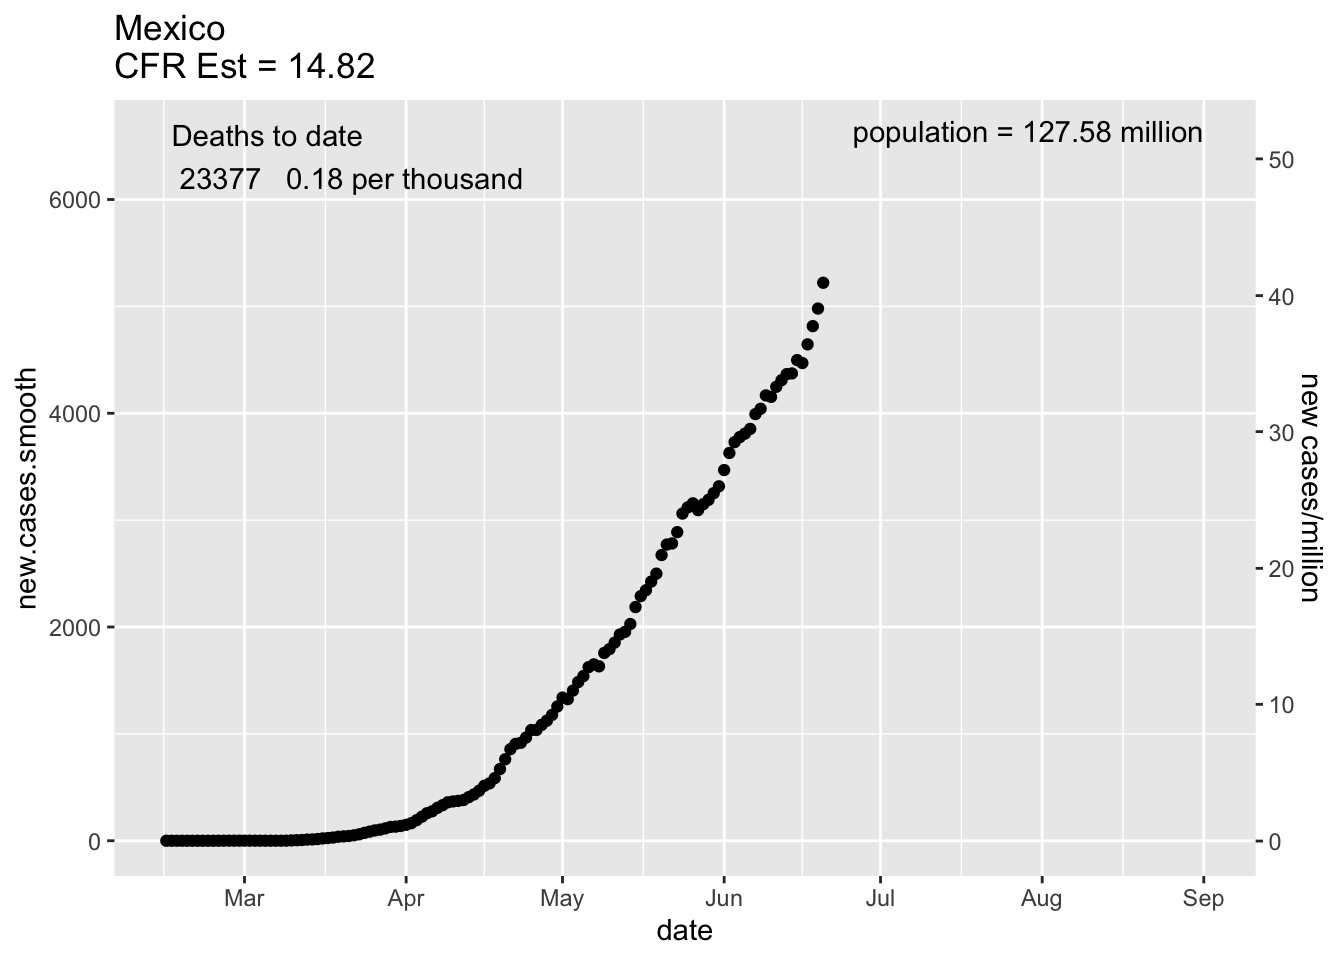 Mexico
CFR Est = 14.82
Deaths to date
population = 127.58 million
23377 0.18 per thousand
6000
4000
2000
0
new.cases.smooth
50
40
30
20
10
0
new cases/million
Mar Apr May Jun Jul Aug Sep
date